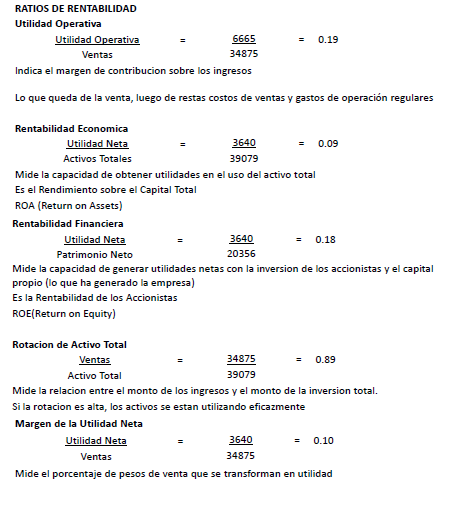 RATIOS DE RENTABILIDAD
Utilidad Operativa
Utilidad Operativa = 6665 = 0.19
Ventas 34875
Indica el margen de contribucion sobre los ingresos
Lo que queda de la venta, luego de restas costos de ventas y gastos de operación regulares
Rentabilidad Economica
Utilidad Neta = 3640 = 0.09
Activos Totales 39079
Mide la capacidad de obtener utilidades en el uso del activo total
Es el Rendimiento sobre el Capital Total
ROA (Return on Assets)
Rentabilidad Financiera
Utilidad Neta = 3640 = 0.18
Patrimonio Neto 20356
Mide la capacidad de generar utilidades netas con la inversion de los accionistas y el capital
propio (lo que ha generado la empresa)
Es la Rentabilidad de los Accionistas
ROE(Return on Equity)
Rotacion de Activo Total
Ventas = 34875 = 0.89
Activo Total 39079
Mide la relacion entre el monto de los ingresos y el monto de la inversion total.
Si la rotacion es alta, los activos se estan utilizando eficazmente
Margen de la Utilidad Neta
Utilidad Neta = 3640 = 0.10
Ventas 34875
Mide el porcentaje de pesos de venta que se transforman en utilidad